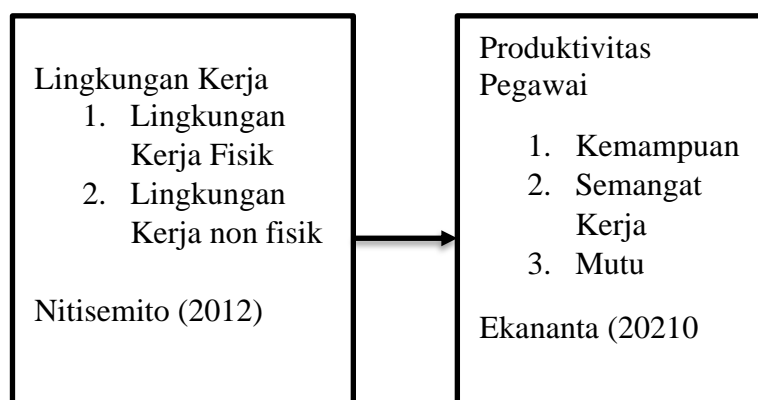 Lingkungan Kerja
1. Lingkungan
Kerja Fisik
2. Lingkungan
Kerja non fisik
Nitisemito (2012)
Produktivitas
Pegawai
1. Kemampuan
2. Semangat
Kerja
3. Mutu
Ekananta (20210